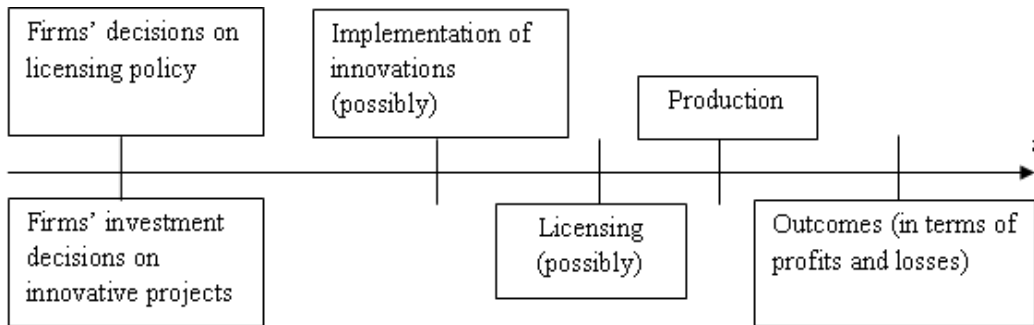 Firms' decisions on
licensing policy
Implementation of
innovations
(possibly)
Production
Firms' investment
decisions on
innovative projects
Licensing
(possibly)
Outcomes (in terms of
profits and losses)